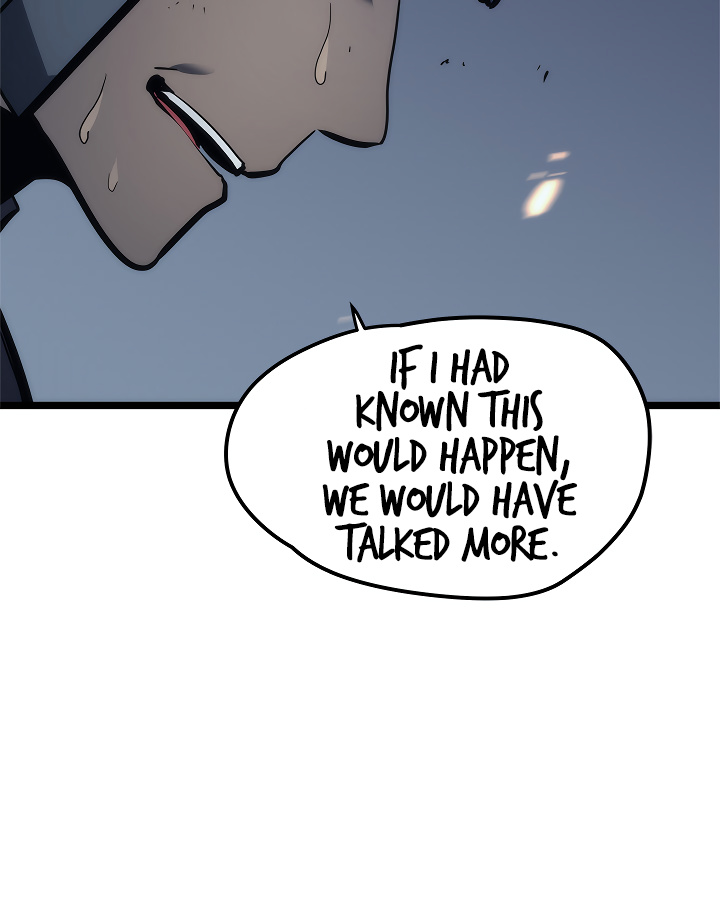 IF I HAD
KNOWN THIS
WOULD HAPPEN,
WE WOULD HAVE
TALKED MORE.